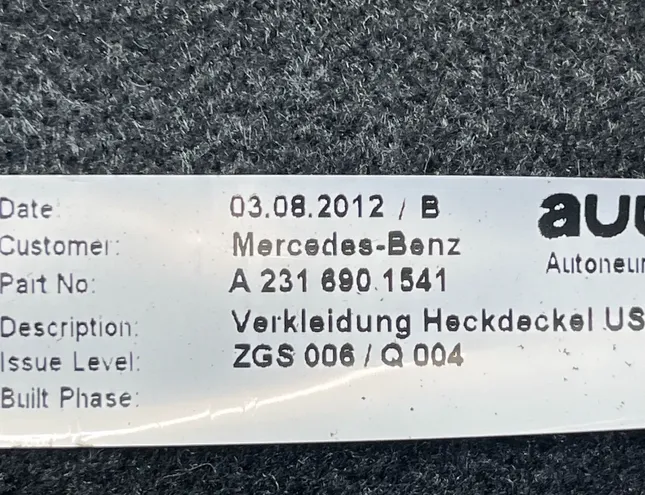 Date: 03.08.2012 / B
Customer: Mercedes-Benz
Part No: A 231 690 1541
Description: Verkleidung Heckdeckel US
Issue Level: ZGS 006 / Q 004
Built Phase: